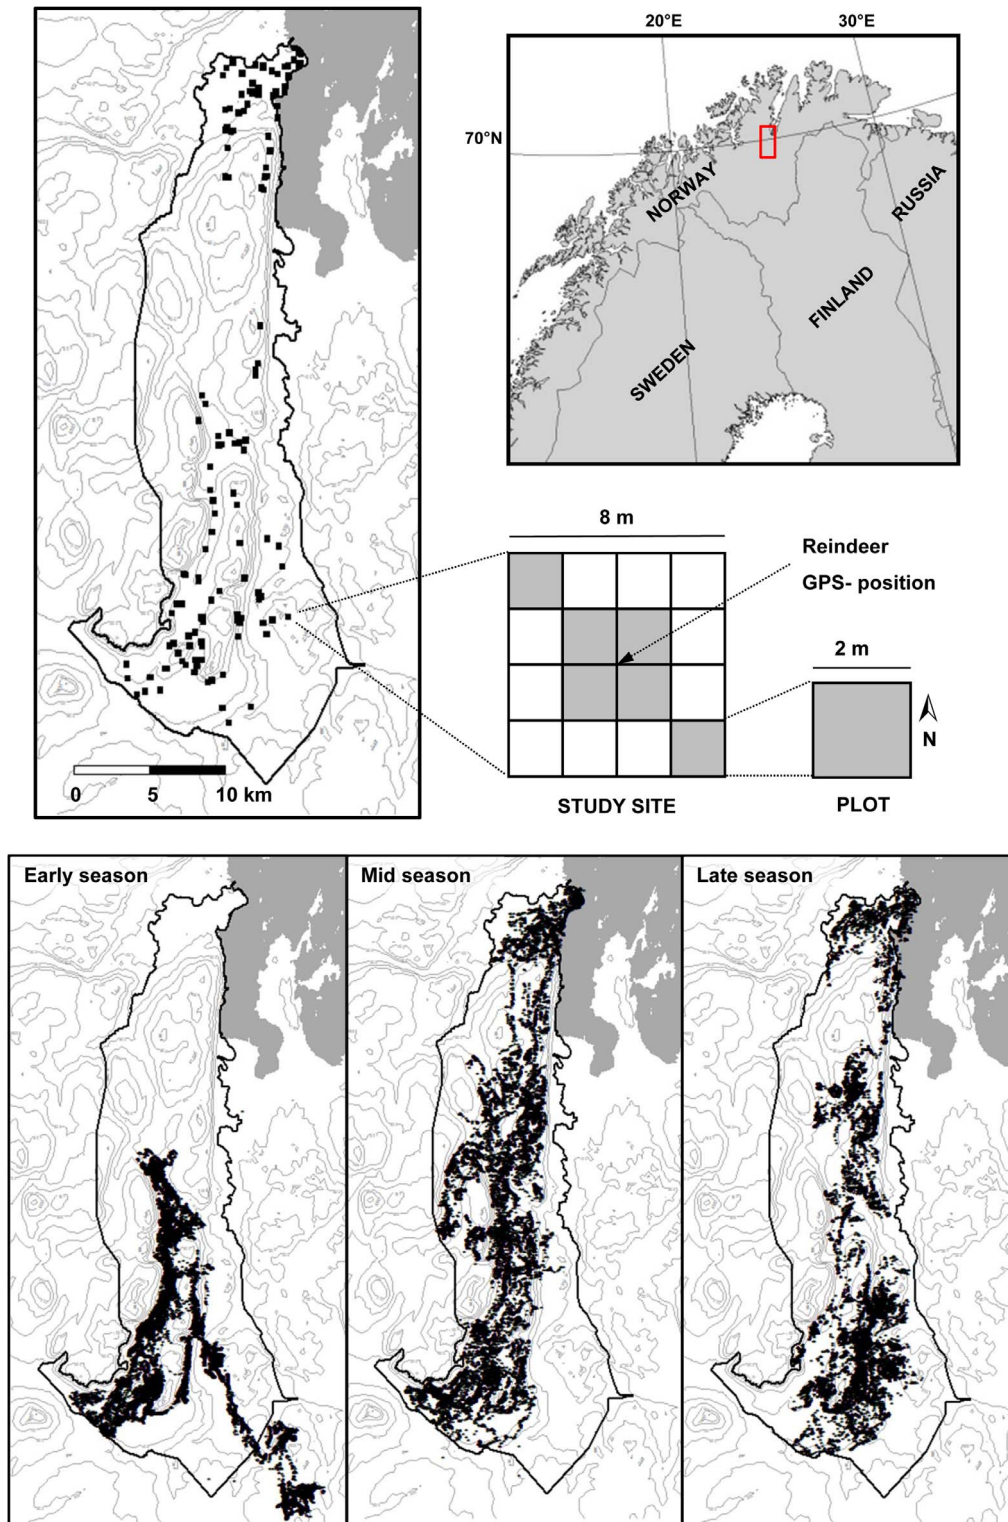 20°E
30°E
70°N
NORWAY
RUSSIA
FINLAND
SWEDEN
8 m
Reindeer
GPS- position
2 m
N
0
5
10 km
STUDY SITE
PLOT
Early season
Mid season
Late season